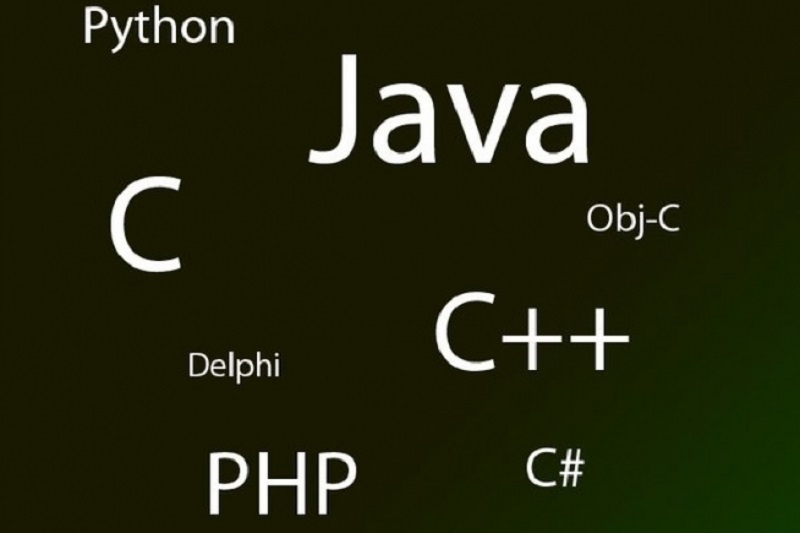 Python
Java
C
Obj-C
C++
Delphi
PHP
C#